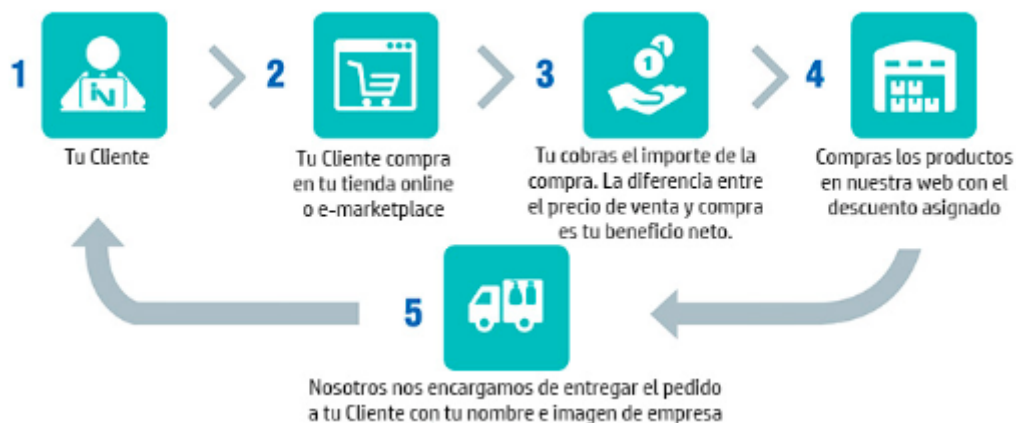 1
Tu Cliente
2
Tu Cliente compra
en tu tienda online
o e-marketplace
3
1
1
Tu cobras el importe de la
compra. La diferencia entre
el precio de venta y compra
es tu beneficio neto.
4
Compras los productos
en nuestra web con el
descuento asignado
5
Nosotros nos encargamos de entregar el pedido
a tu Cliente con tu nombre e imagen de empresa